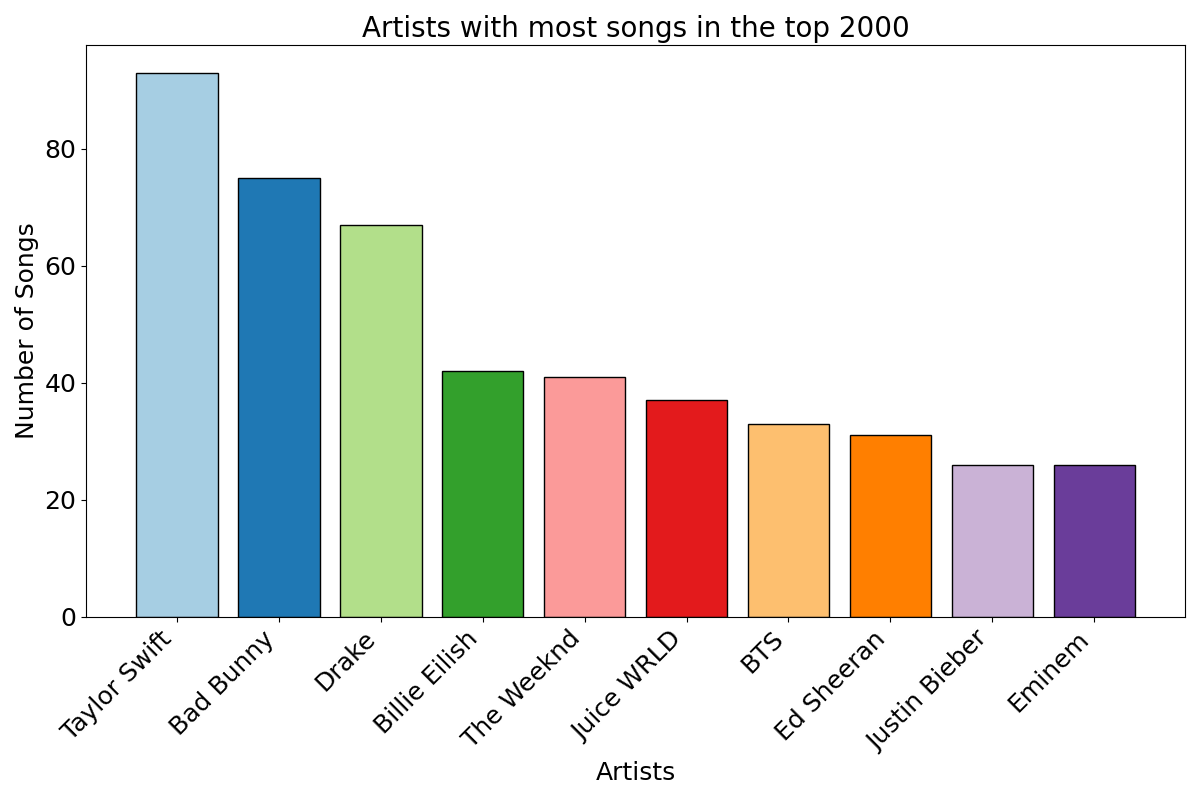 Artists with most songs in the top 2000
Number of Songs
80
60
40
20
0
Taylor Swift
Bad Bunny
Drake
Billie Eilish
The Weeknd
Juice WRLD
BTS
Ed Sheeran
Justin Bieber
Eminem
Artists